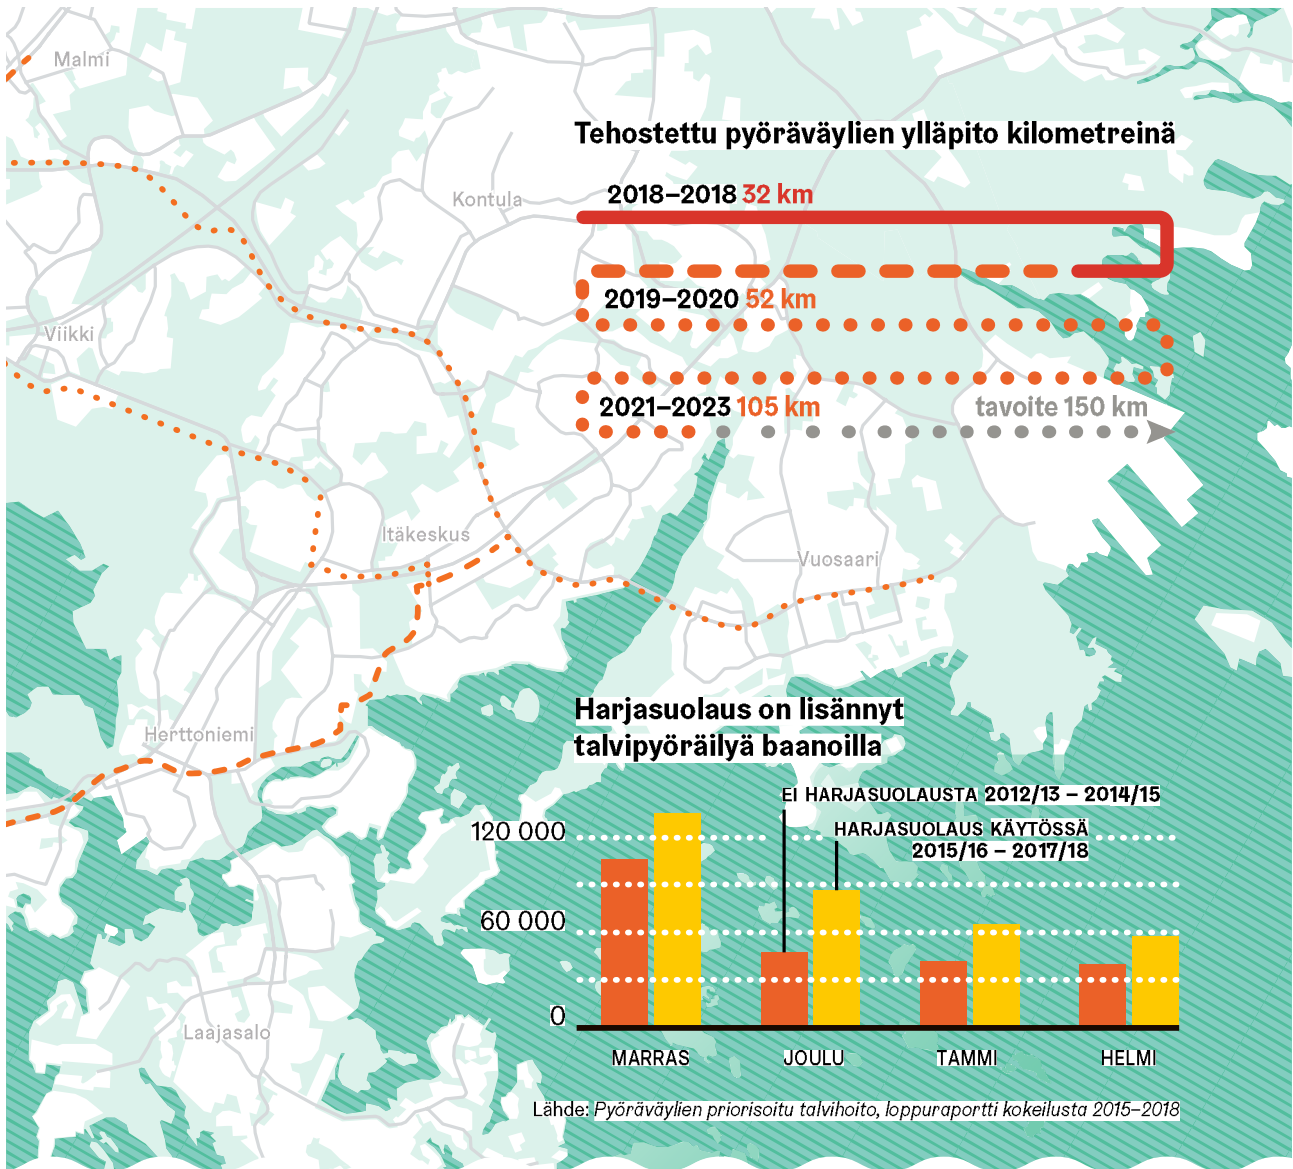 Malmi
Tehostettu pyöräväylien ylläpito kilometreinä
2018–2018 32 km
Kontula
2019–2020 52 km
Viikki
2021–2023 105 km
tavoite 150 km
Itäkeskus
Vuosaari
Harjasuolaus on lisännyt
talvipyöräilyä baanoilla
Herttoniemi
EI HARJASUOLAUSTA 2012/13 – 2014/15
HARJASUOLAUS KÄYTÖSSÄ
2015/16 – 2017/18
120 000
60 000
0
Laajasalo
MARRAS JOULU TAMMI HELMI
Lähde: Pyöräväylien priorisoitu talvihoito, loppuraportti kokeilusta 2015–2018